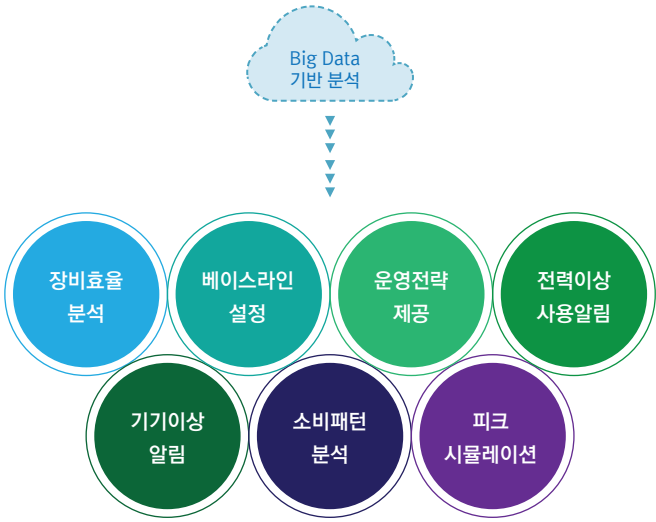 Big Data
기반 분석
장비효율
분석
베이스라인
설정
운영전략
제공
전력이상
사용알림
기기이상
알림
소비패턴
분석
피크
시뮬레이션